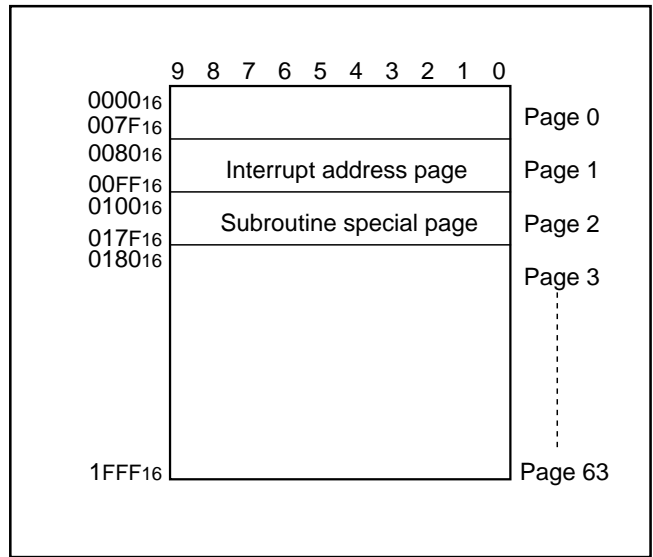 9 8 7 6 5 4 3 2 1 0
000016
007F16
Page 0
008016
00FF16
Interrupt address page
Page 1
010016
017F16
Subroutine special page
Page 2
018016
Page 3
1FFF16
Page 63